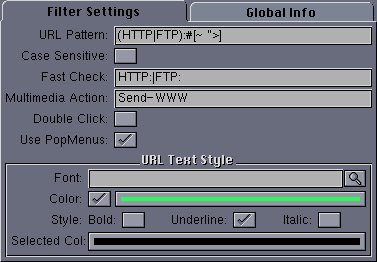 Filter Settings Global Info
URL Pattern: (HTTP|FTP):#[~ ">]
Case Sensitive:
Fast Check: HTTP:|FTP:
Multimedia Action: Send-WWW
Double Click:
Use PopMenus:
URL Text Style
Font:
Color:
Style: Bold: Underline: Italic:
Selected Col: